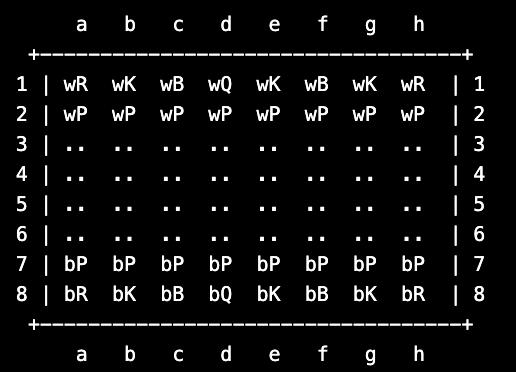 a b c d e f g h
+-----------------------------------+
1 | wR wK wB wQ wK wB wK wR | 1
2 | wP wP wP wP wP wP wP wP | 2
3 | .. .. .. .. .. .. .. .. | 3
4 | .. .. .. .. .. .. .. .. | 4
5 | .. .. .. .. .. .. .. .. | 5
6 | .. .. .. .. .. .. .. .. | 6
7 | bP bP bP bP bP bP bP bP | 7
8 | bR bK bB bQ bK bB bK bR | 8
+-----------------------------------+
a b c d e f g h